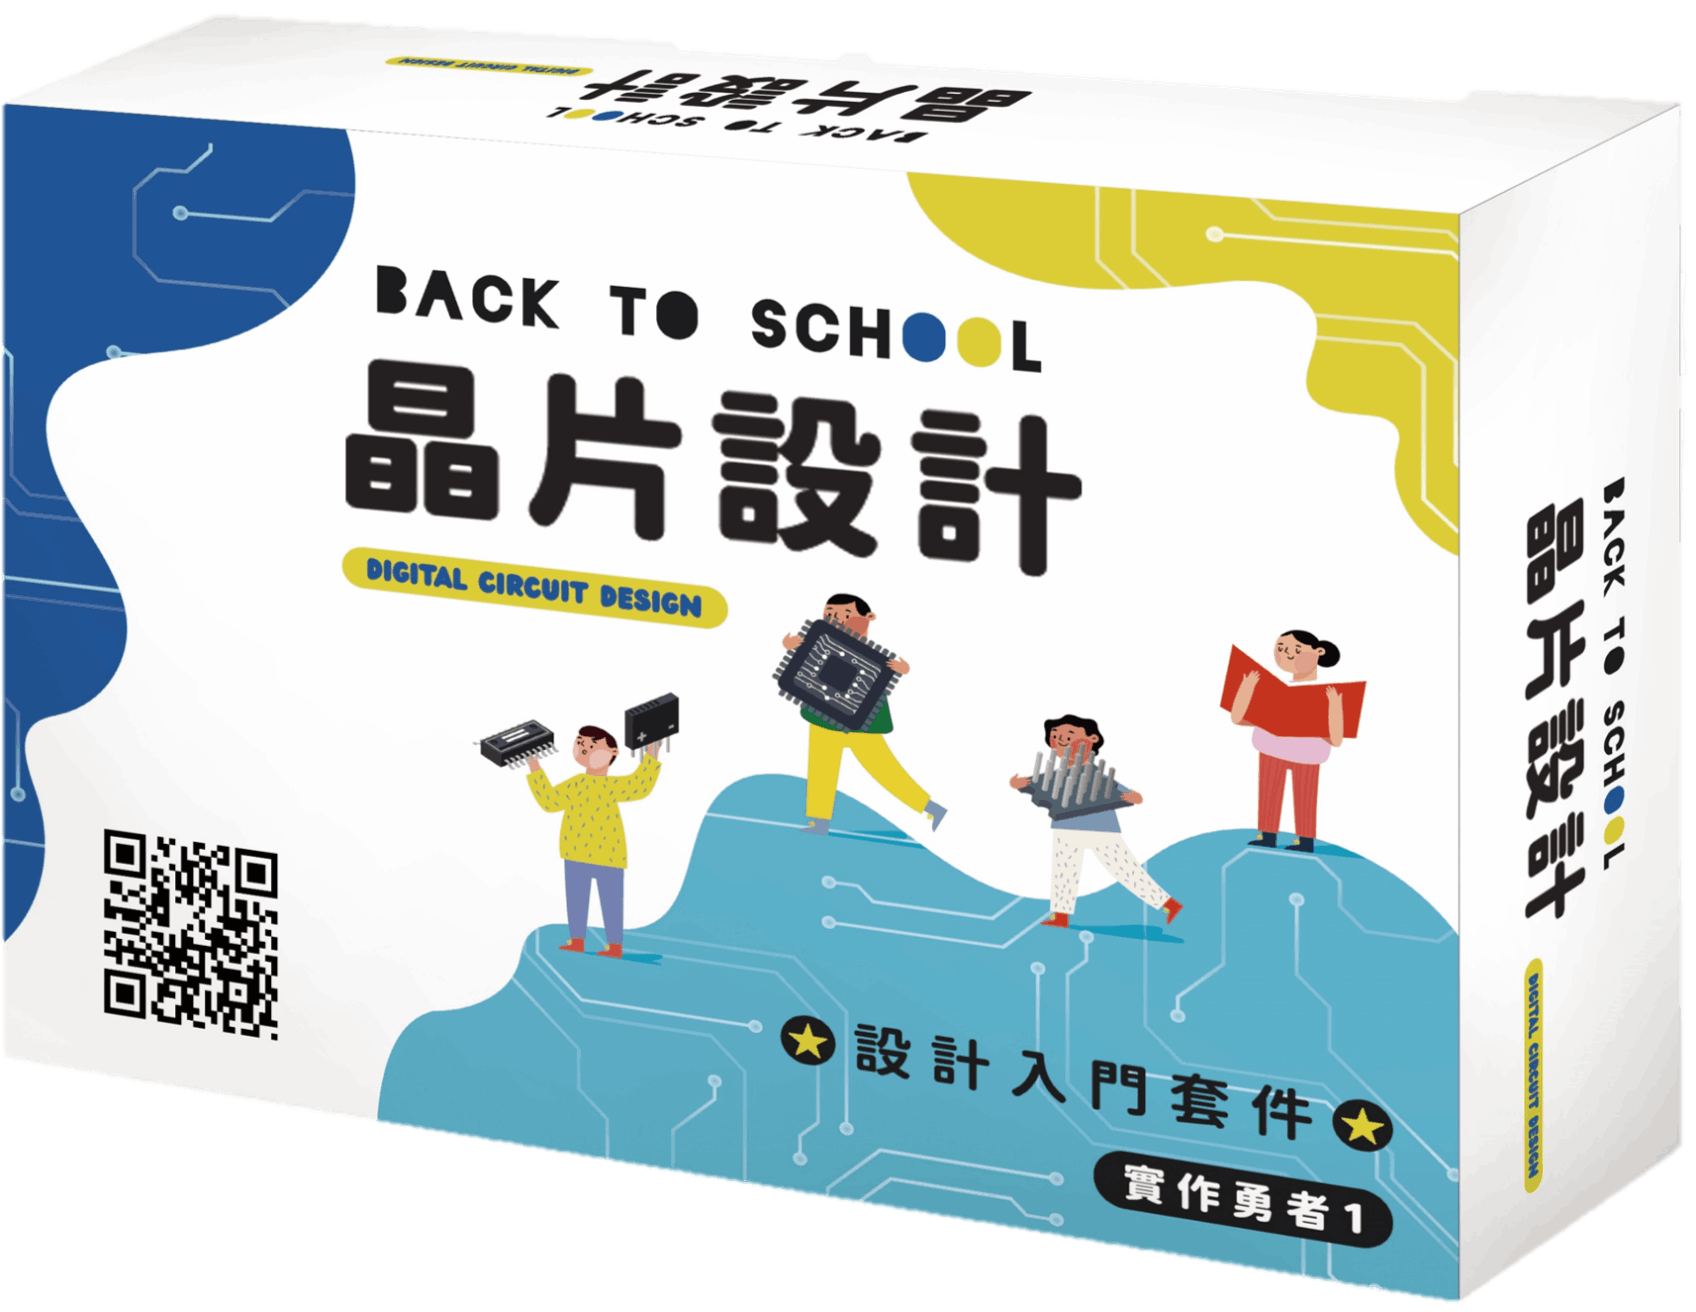 DIGITAL CIRCUIT DESIGN
晶片設計
BACK TO SCHOOL
BACK TO SCHOOL
晶片設計
DIGITAL CIRCUIT DESIGN
設計入門套件
實作勇者1
BACK TO SCHOOL
晶片設計
DIGITAL CIRCUIT DESIGN